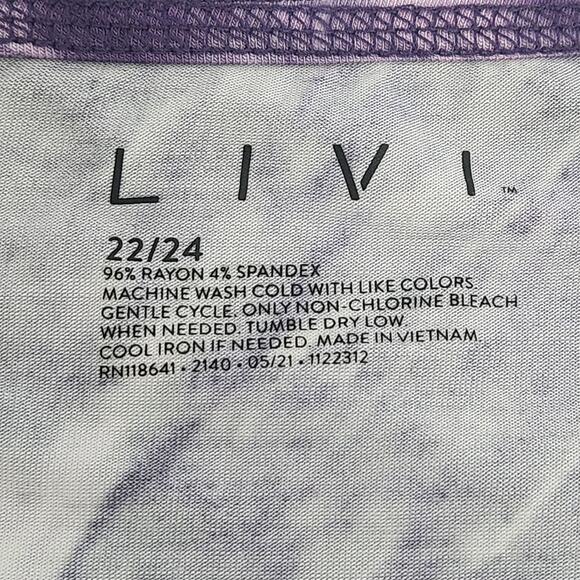 LIVI™
22/24
96% RAYON 4% SPANDEX
MACHINE WASH COLD WITH LIKE COLORS.
GENTLE CYCLE. ONLY NON-CHLORINE BLEACH
WHEN NEEDED. TUMBLE DRY LOW.
COOL IRON IF NEEDED. MADE IN VIETNAM.
RN118641 • 2140 • 05/21 • 1122312